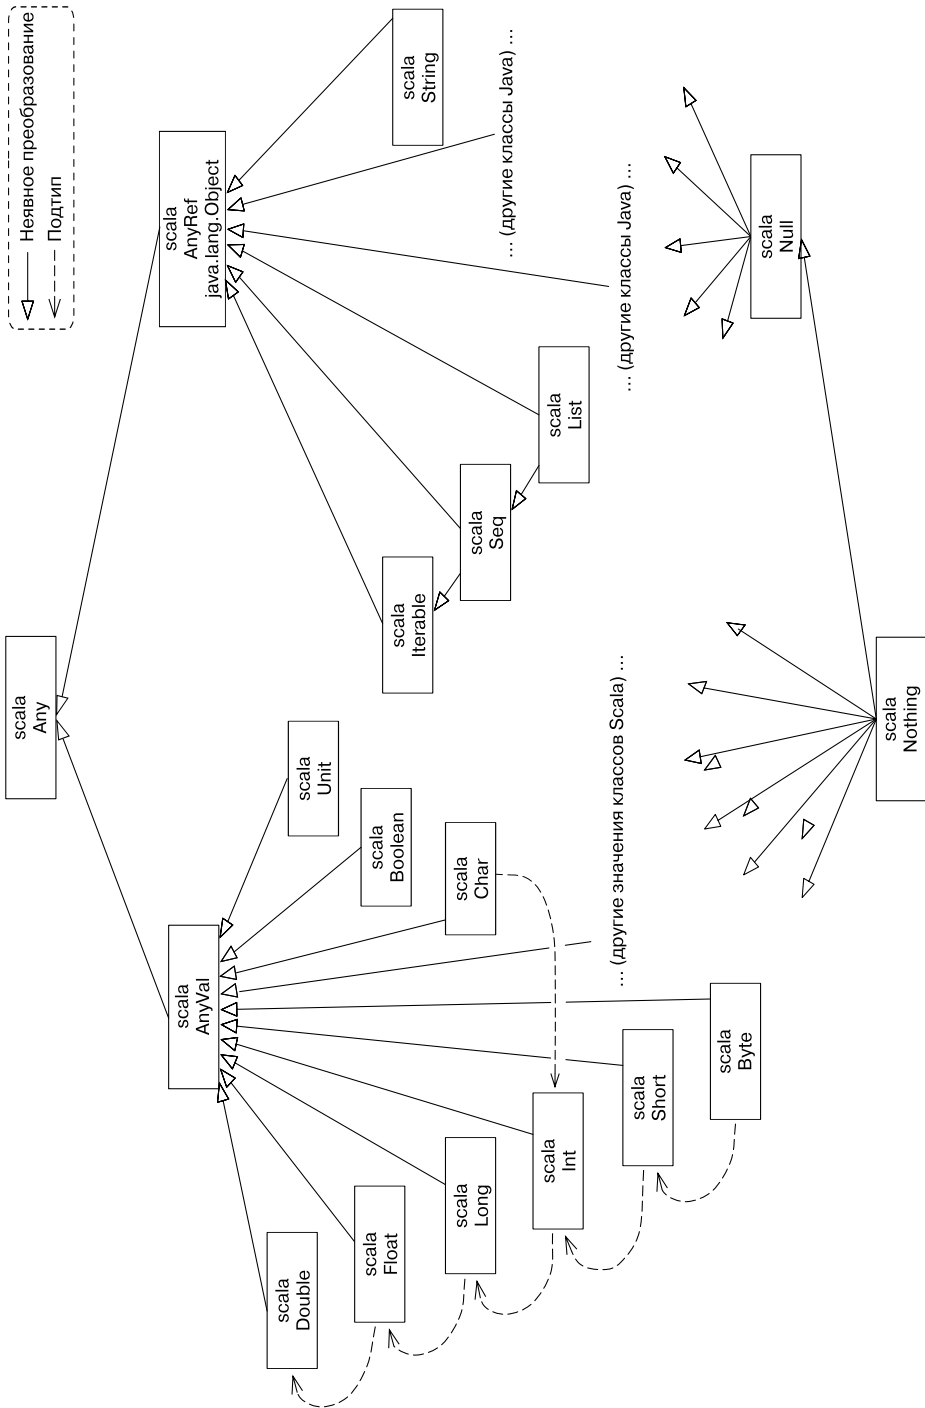 Неявное преобразование
Подтип
scala
Any
scala
AnyVal
scala
AnyRef
java.lang.Object
scala
Double
scala
Float
scala
Long
scala
Int
scala
Short
scala
Byte
scala
Char
scala
Boolean
scala
Unit
... (другие значения классов Scala) ...
scala
Iterable
scala
Seq
scala
List
... (другие классы Java) ...
scala
String
... (другие классы Java) ...
scala
Null
scala
Nothing